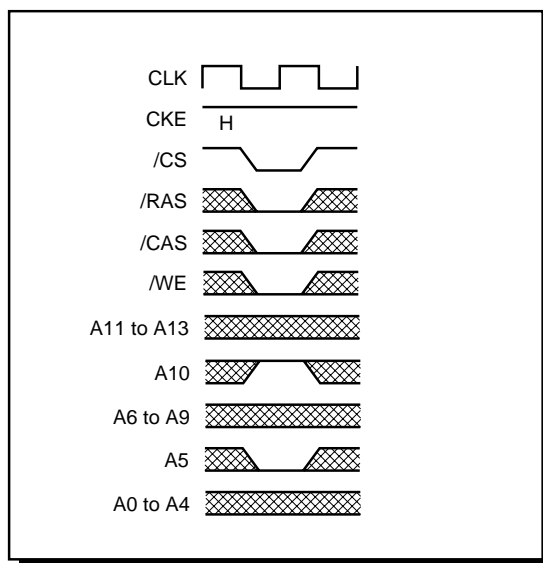 CLK
CKE
H
/CS
/RAS
/CAS
/WE
A11 to A13
A10
A6 to A9
A5
A0 to A4